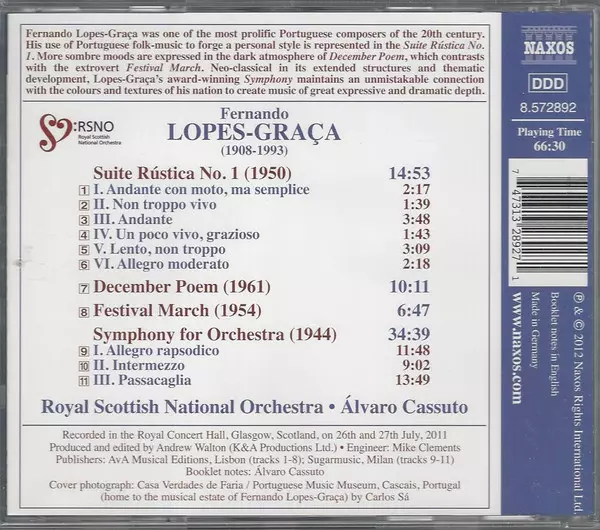 Fernando Lopes-Graça was one of the most prolific Portuguese composers of the 20th century.
His use of Portuguese folk-music to forge a personal style is represented in the Suite Rústica No.
1. More sombre moods are expressed in the dark atmosphere of December Poem, which contrasts
with the extrovert Festival March. Neo-classical in its extended structures and thematic
development, Lopes-Graça's award-winning Symphony maintains an unmistakable connection
with the colours and textures of his nation to create music of great expressive and dramatic depth.
:RSNO
Royal Scottish
National Orchestra
Fernando
LOPES-GRAÇA
(1908-1993)
Suite Rústica No. 1 (1950) 14:53
1 I. Andante con moto, ma semplice 2:17
2 II. Non troppo vivo 1:39
3 III. Andante 3:48
4 IV. Un poco vivo, grazioso 1:43
5 V. Lento, non troppo 3:09
6 VI. Allegro moderato 2:18
7 December Poem (1961) 10:11
8 Festival March (1954) 6:47
Symphony for Orchestra (1944) 34:39
9 I. Allegro rapsodico 11:48
10 II. Intermezzo 9:02
11 III. Passacaglia 13:49
Royal Scottish National Orchestra • Álvaro Cassuto
Recorded in the Royal Concert Hall, Glasgow, Scotland, on 26th and 27th July, 2011
Produced and edited by Andrew Walton (K&A Productions Ltd.) • Engineer: Mike Clements
Publishers: AvA Musical Editions, Lisbon (tracks 1-8); Sugarmusic, Milan (tracks 9-11)
Booklet notes: Álvaro Cassuto
Cover photograph: Casa Verdades de Faria / Portuguese Music Museum, Cascais, Portugal
(home to the musical estate of Fernando Lopes-Graça) by Carlos Sá
NAXOS
DDD
8.572892
Playing Time
66:30
7 47313 28927 1
℗ & © 2012 Naxos Rights International Ltd.
Booklet notes in English
Made in Germany
www.naxos.com